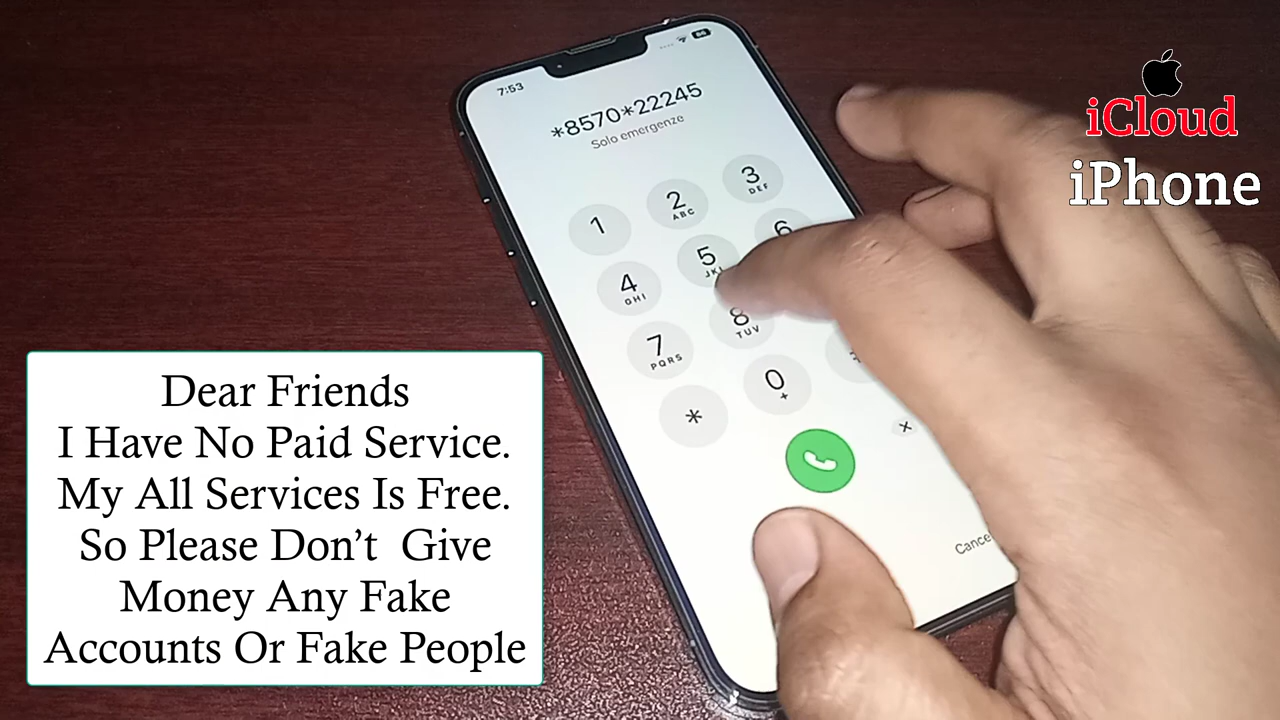 7:53
86
*8570*22245
Solo emergenze
1
2
ABC
3
DEF
4
GHI
5
JKL
6
7
PQRS
8
TUV
*
0
+
Cance
iCloud
iPhone
Dear Friends
I Have No Paid Service.
My All Services Is Free.
So Please Don’t Give
Money Any Fake
Accounts Or Fake People